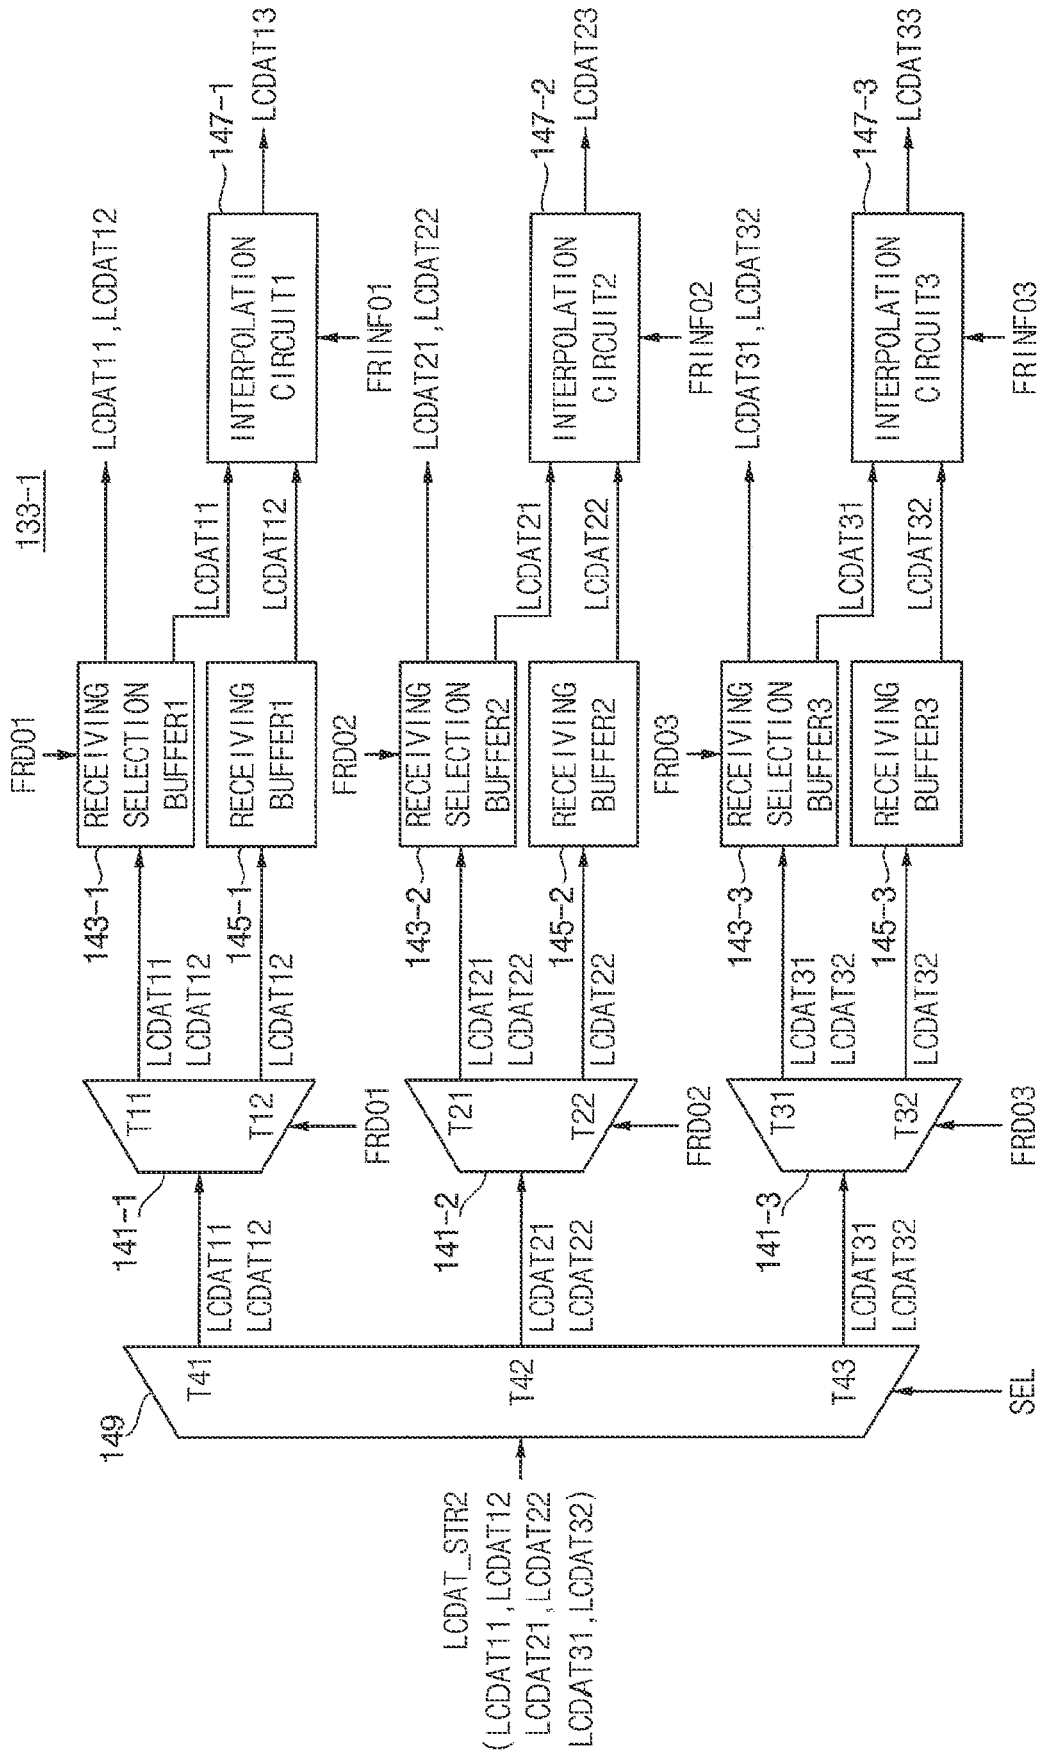 133-1
149
T41
T42
T43
SEL
LCDAT_STR2
(LCDAT11,LCDAT12
LCDAT21,LCDAT22
LCDAT31,LCDAT32)
LCDAT11
LCDAT12
141-1
T11
T12
FRD01
LCDAT11
LCDAT12
LCDAT12
143-1
FRD01
RECEIVING
SELECTION
BUFFER1
145-1
RECEIVING
BUFFER1
LCDAT11,LCDAT12
LCDAT11
LCDAT12
147-1
INTERPOLATION
CIRCUIT1
FRINF01
LCDAT13
LCDAT21
LCDAT22
141-2
T21
T22
FRD02
LCDAT21
LCDAT22
LCDAT22
143-2
FRD02
RECEIVING
SELECTION
BUFFER2
145-2
RECEIVING
BUFFER2
LCDAT21,LCDAT22
LCDAT21
LCDAT22
147-2
INTERPOLATION
CIRCUIT2
FRINF02
LCDAT23
LCDAT31
LCDAT32
141-3
T31
T32
FRD03
LCDAT31
LCDAT32
LCDAT32
143-3
FRD03
RECEIVING
SELECTION
BUFFER3
145-3
RECEIVING
BUFFER3
LCDAT31,LCDAT32
LCDAT31
LCDAT32
147-3
INTERPOLATION
CIRCUIT3
FRINF03
LCDAT33